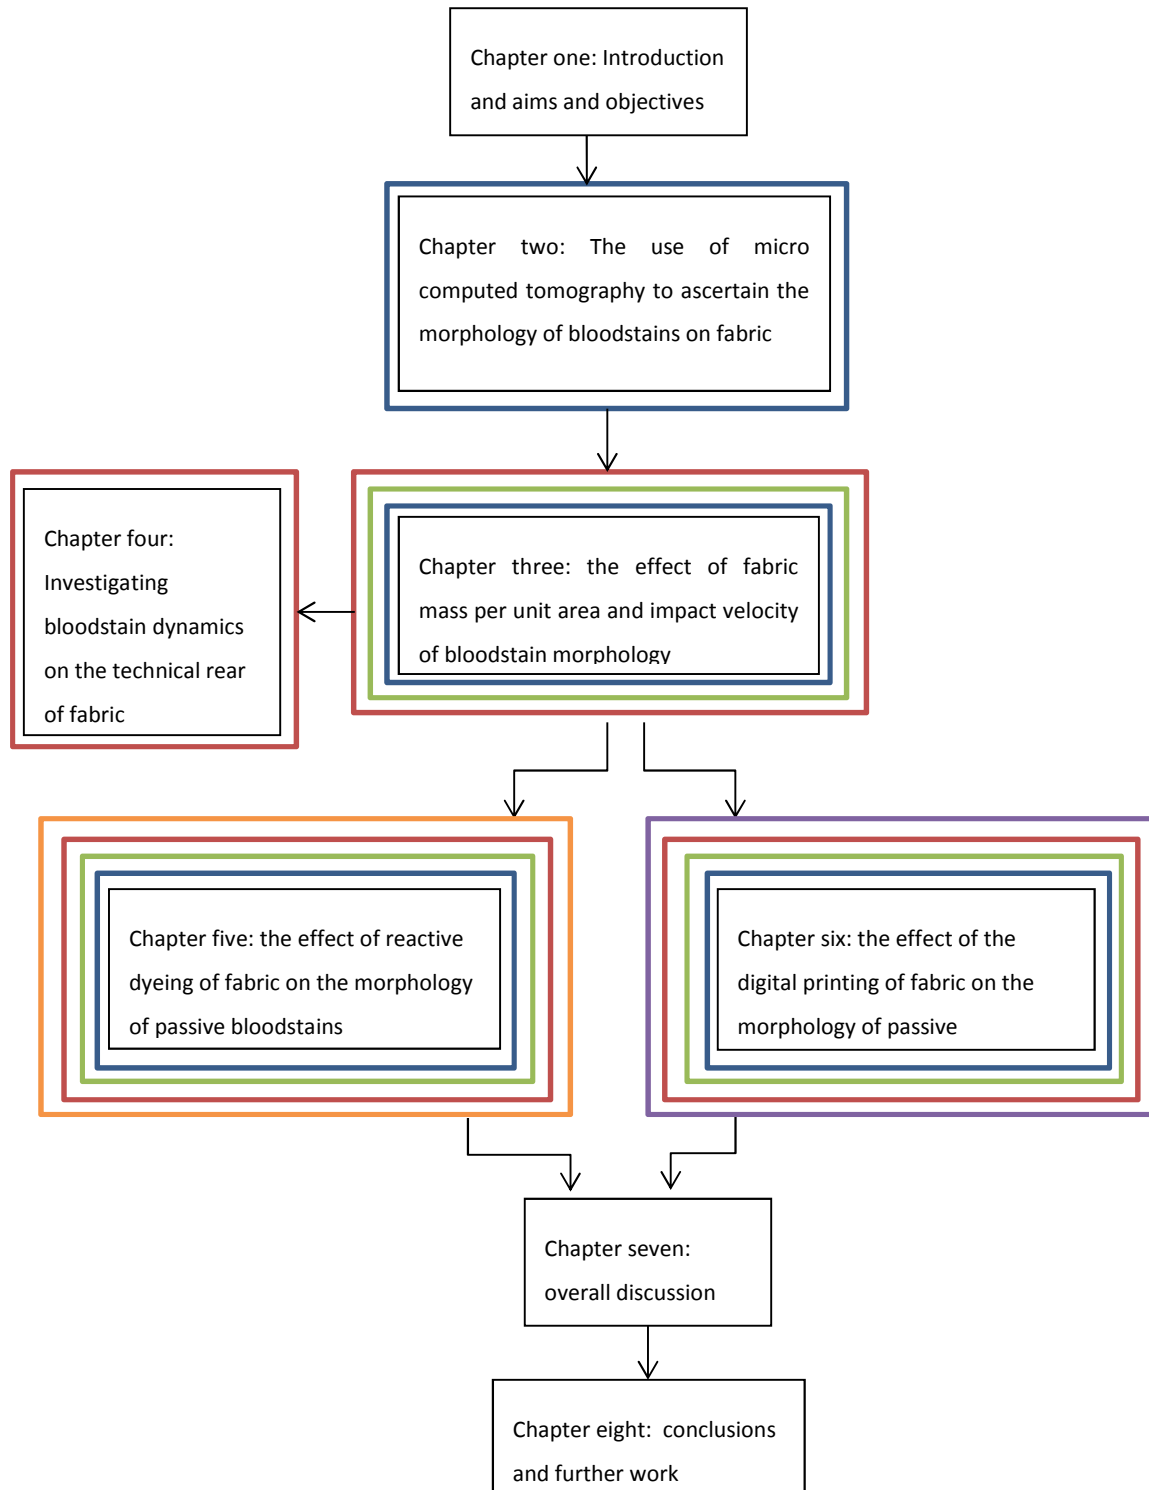 Chapter one: Introduction
and aims and objectives
Chapter two: The use of micro
computed tomography to ascertain the
morphology of bloodstains on fabric
Chapter four:
Investigating
bloodstain dynamics
on the technical rear
of fabric
Chapter three: the effect of fabric
mass per unit area and impact velocity
of bloodstain morphology
Chapter five: the effect of reactive
dyeing of fabric on the morphology
of passive bloodstains
Chapter six: the effect of the
digital printing of fabric on the
morphology of passive
Chapter seven:
overall discussion
Chapter eight:  conclusions
and further work